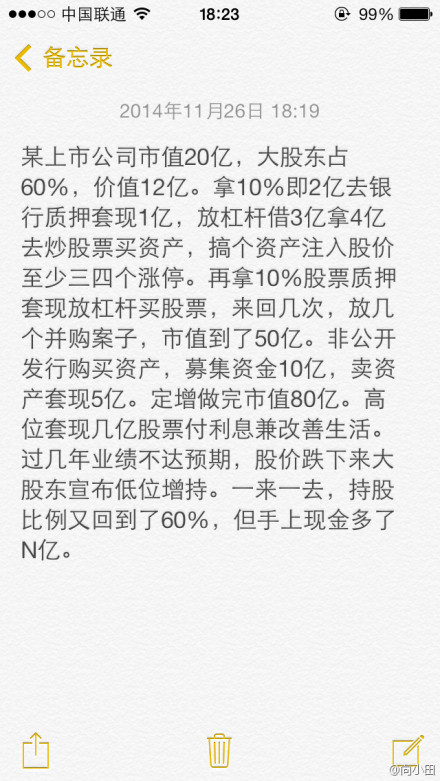 中国联通 18:23 99%
备忘录
2014年11月26日 18:19
某上市公司市值20亿，大股东占
60%，价值12亿。拿10%即2亿去银
行质押套现1亿，放杠杆借3亿拿4亿
去炒股票买资产，搞个资产注入股价
至少三四个涨停。再拿10%股票质押
套现放杠杆买股票，来回几次，放几
个并购案子，市值到了50亿。非公开
发行购买资产，募集资金10亿，卖资
产套现5亿。定增做完市值80亿。高
位套现几亿股票付利息兼改善生活。
过几年业绩不达预期，股价跌下来大
股东宣布低位增持。一来一去，持股
比例又回到了60%，但手上现金多了
N亿。
@尚小田